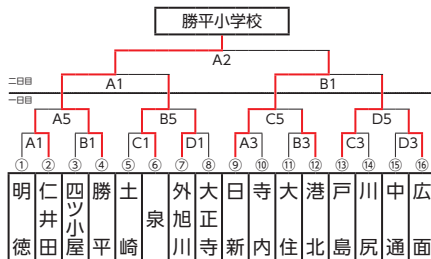 勝平小学校
A2
二日目
A1 B1
一日目
A5 B5 C5 D5
A1 B1 C1 D1 A3 B3 C3 D3
① ② ③ ④ ⑤ ⑥ ⑦ ⑧ ⑨ ⑩ ⑪ ⑫ ⑬ ⑭ ⑮ ⑯
明徳
仁井田
四ツ小屋
勝平
土崎
泉
外旭川
大正寺
日新
寺内
大住
港北
戸島
川尻
中通
広面